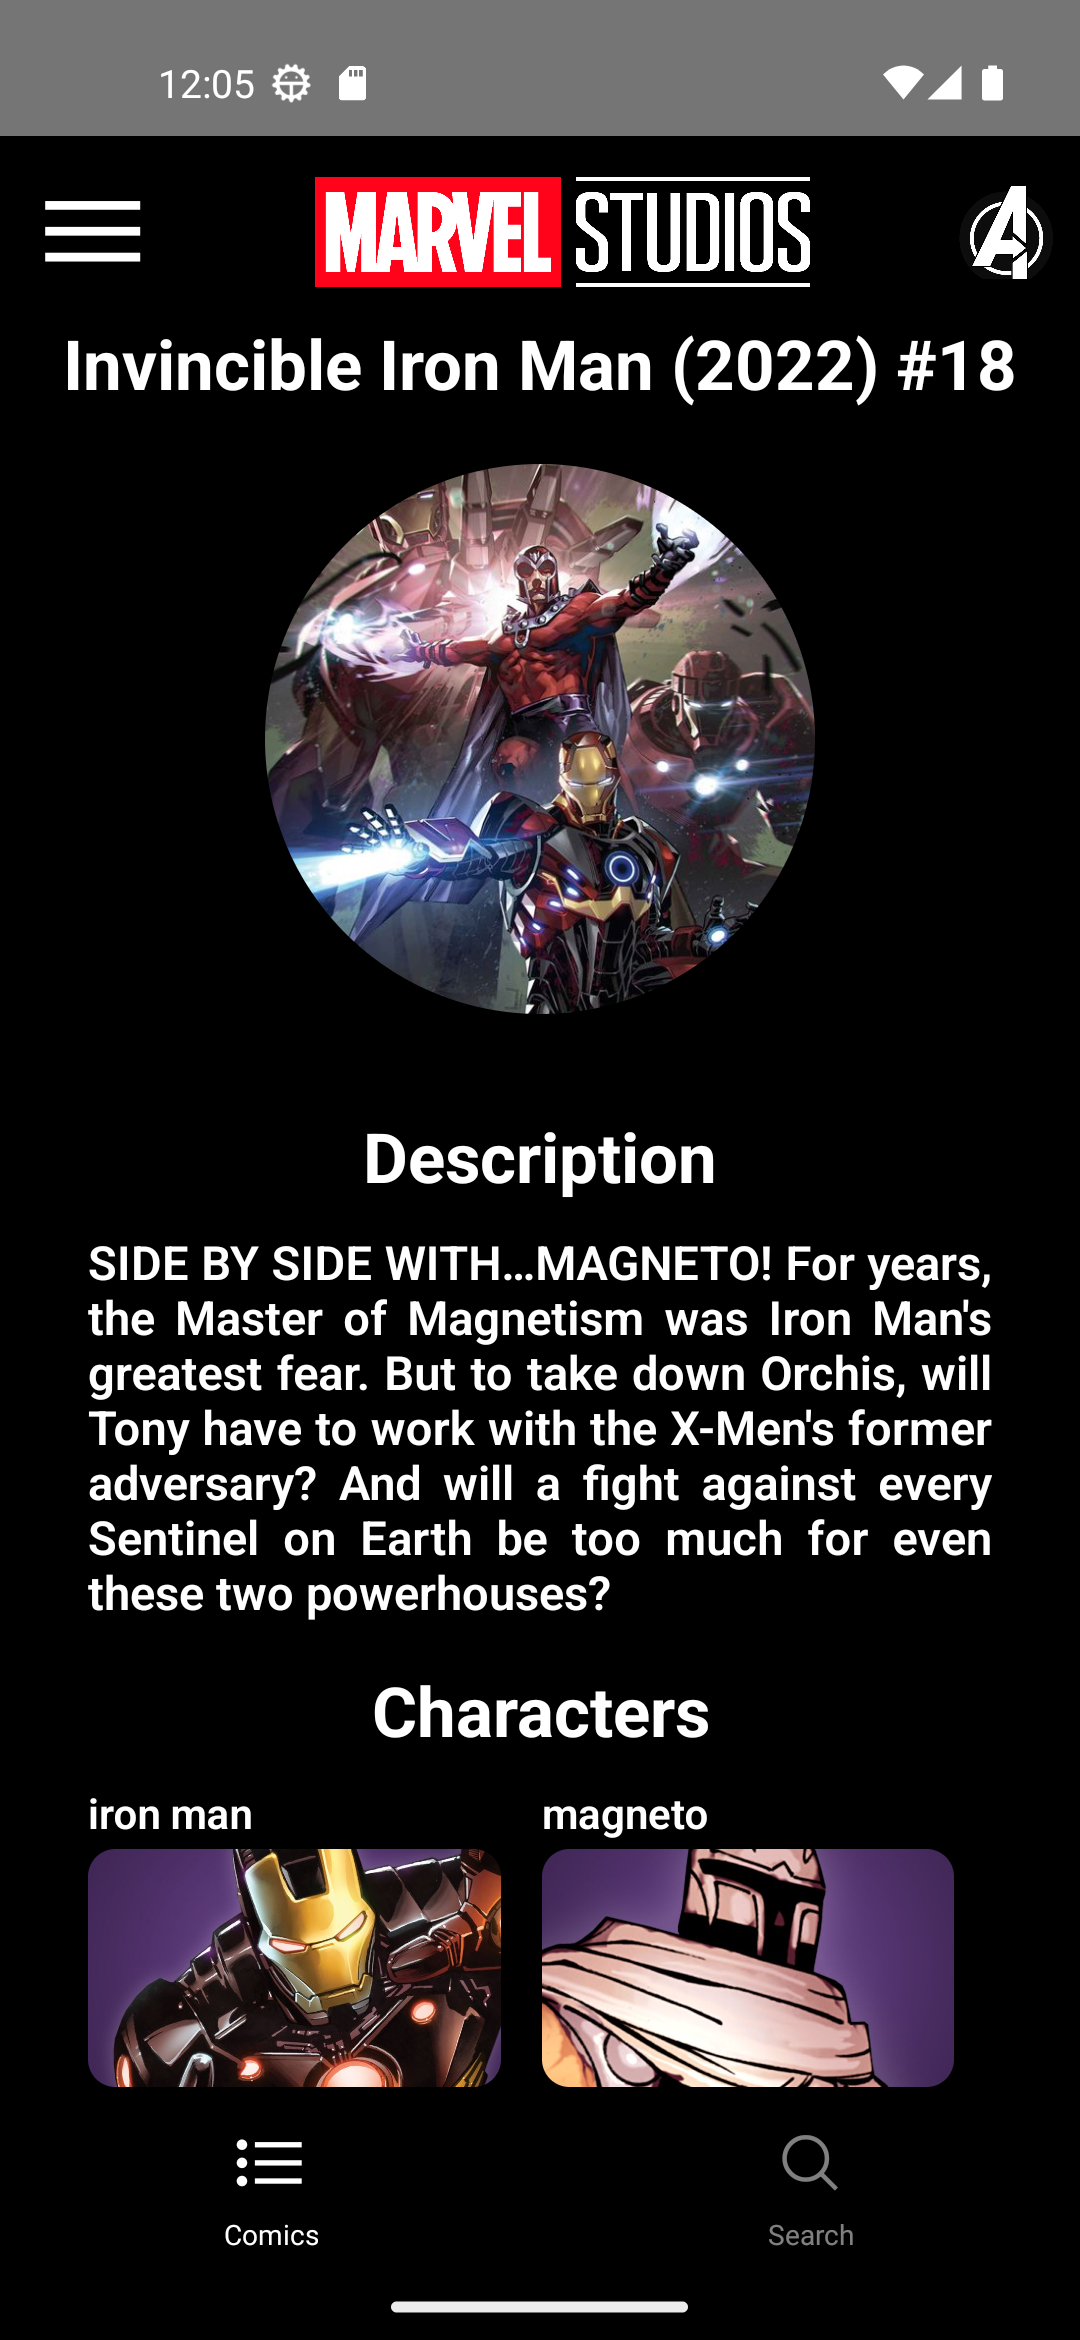 12:05
MARVEL STUDIOS
Invincible Iron Man (2022) #18
Description
SIDE BY SIDE WITH...MAGNETO! For years,
the Master of Magnetism was Iron Man's
greatest fear. But to take down Orchis, will
Tony have to work with the X-Men's former
adversary? And will a fight against every
Sentinel on Earth be too much for even
these two powerhouses?
Characters
iron man magneto
Comics Search